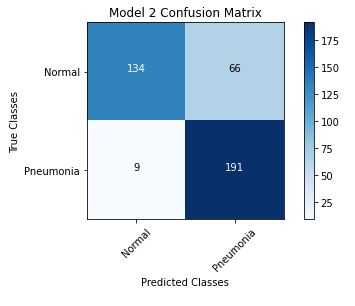 Model 2 Confusion Matrix
True Classes
Normal
134
66
Pneumonia
9
191
Normal
Pneumonia
Predicted Classes
175
150
125
100
75
50
25